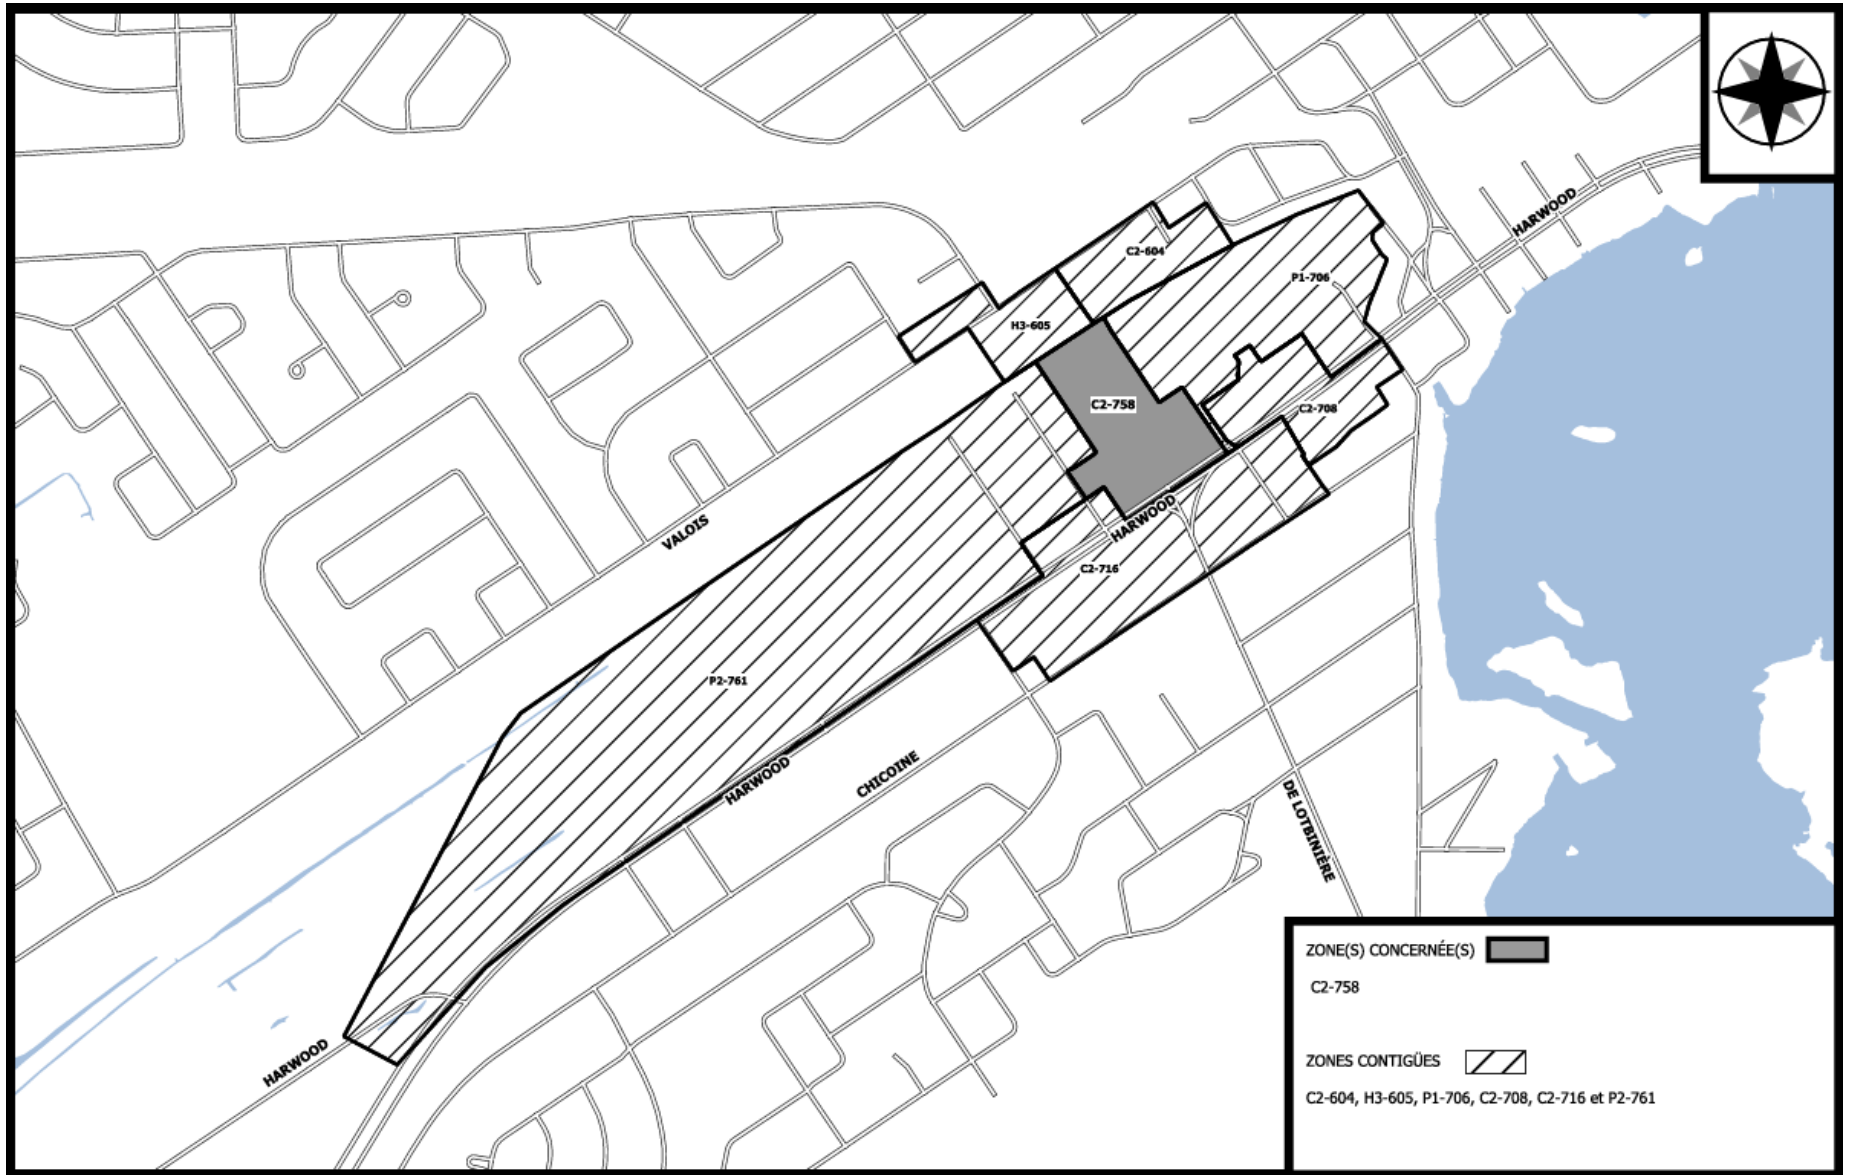 HARWOOD
C2-604
P1-706
H3-605
C2-758
C2-708
HARWOOD
VALOIS
C2-716
P2-761
HARWOOD
CHICOINE
DE LOTBINIÈRE
HARWOOD
ZONE(S) CONCERNÉE(S)
C2-758
ZONES CONTIGÜES
C2-604, H3-605, P1-706, C2-708, C2-716 et P2-761